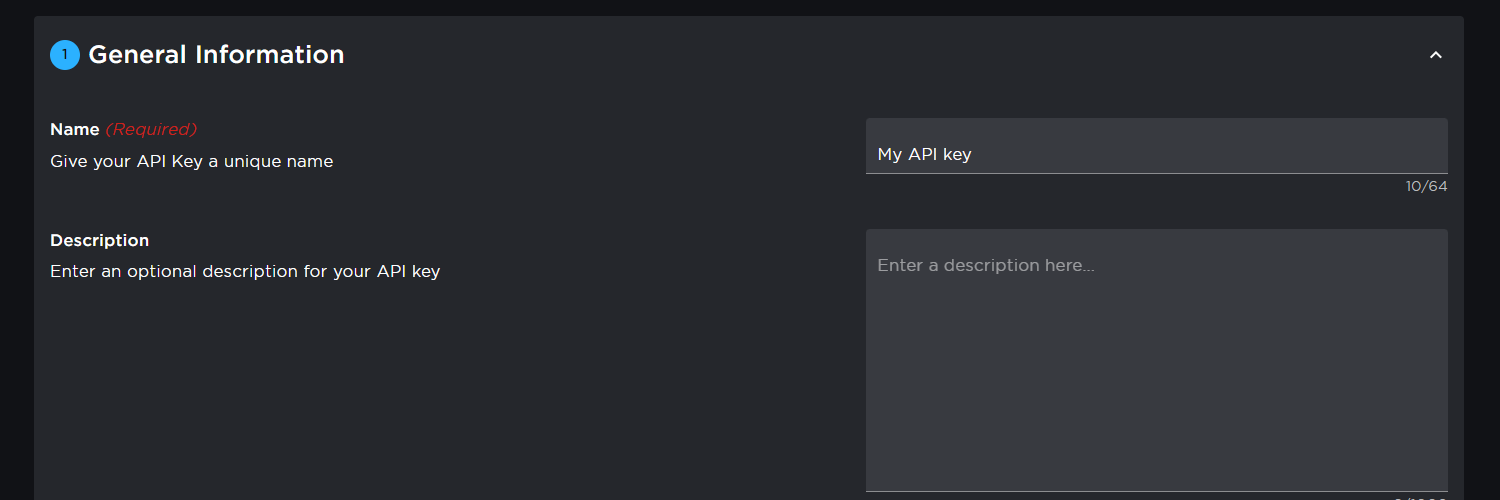 1 General Information
Name (Required)
Give your API Key a unique name
My API key
10/64
Description
Enter an optional description for your API key
Enter a description here...